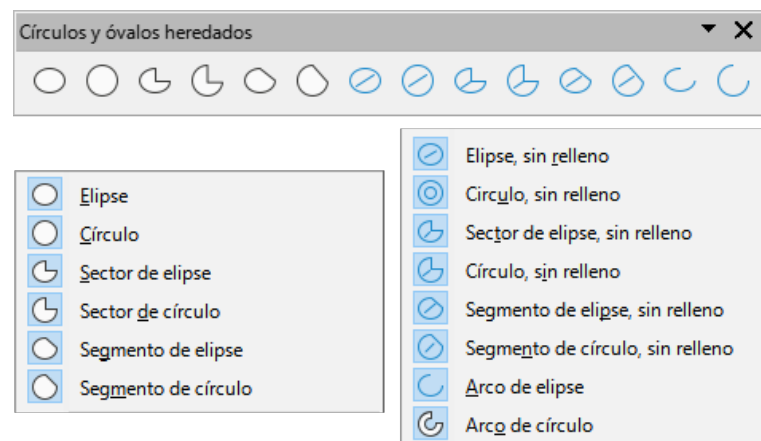 Círculos y óvalos heredados
Elipse
Círculo
Sector de elipse
Sector de círculo
Segmento de elipse
Segmento de círculo
Elipse, sin relleno
Circulo, sin relleno
Sector de elipse, sin relleno
Círculo, sin relleno
Segmento de elipse, sin relleno
Segmento de círculo, sin relleno
Arco de elipse
Arco de círculo